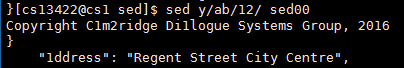 }[cs13422@cs1 sed]$ sed y/ab/12/ sed00
Copyright C1m2ridge Dillogue Systems Group, 2016
}
    "1ddress": "Regent Street City Centre",